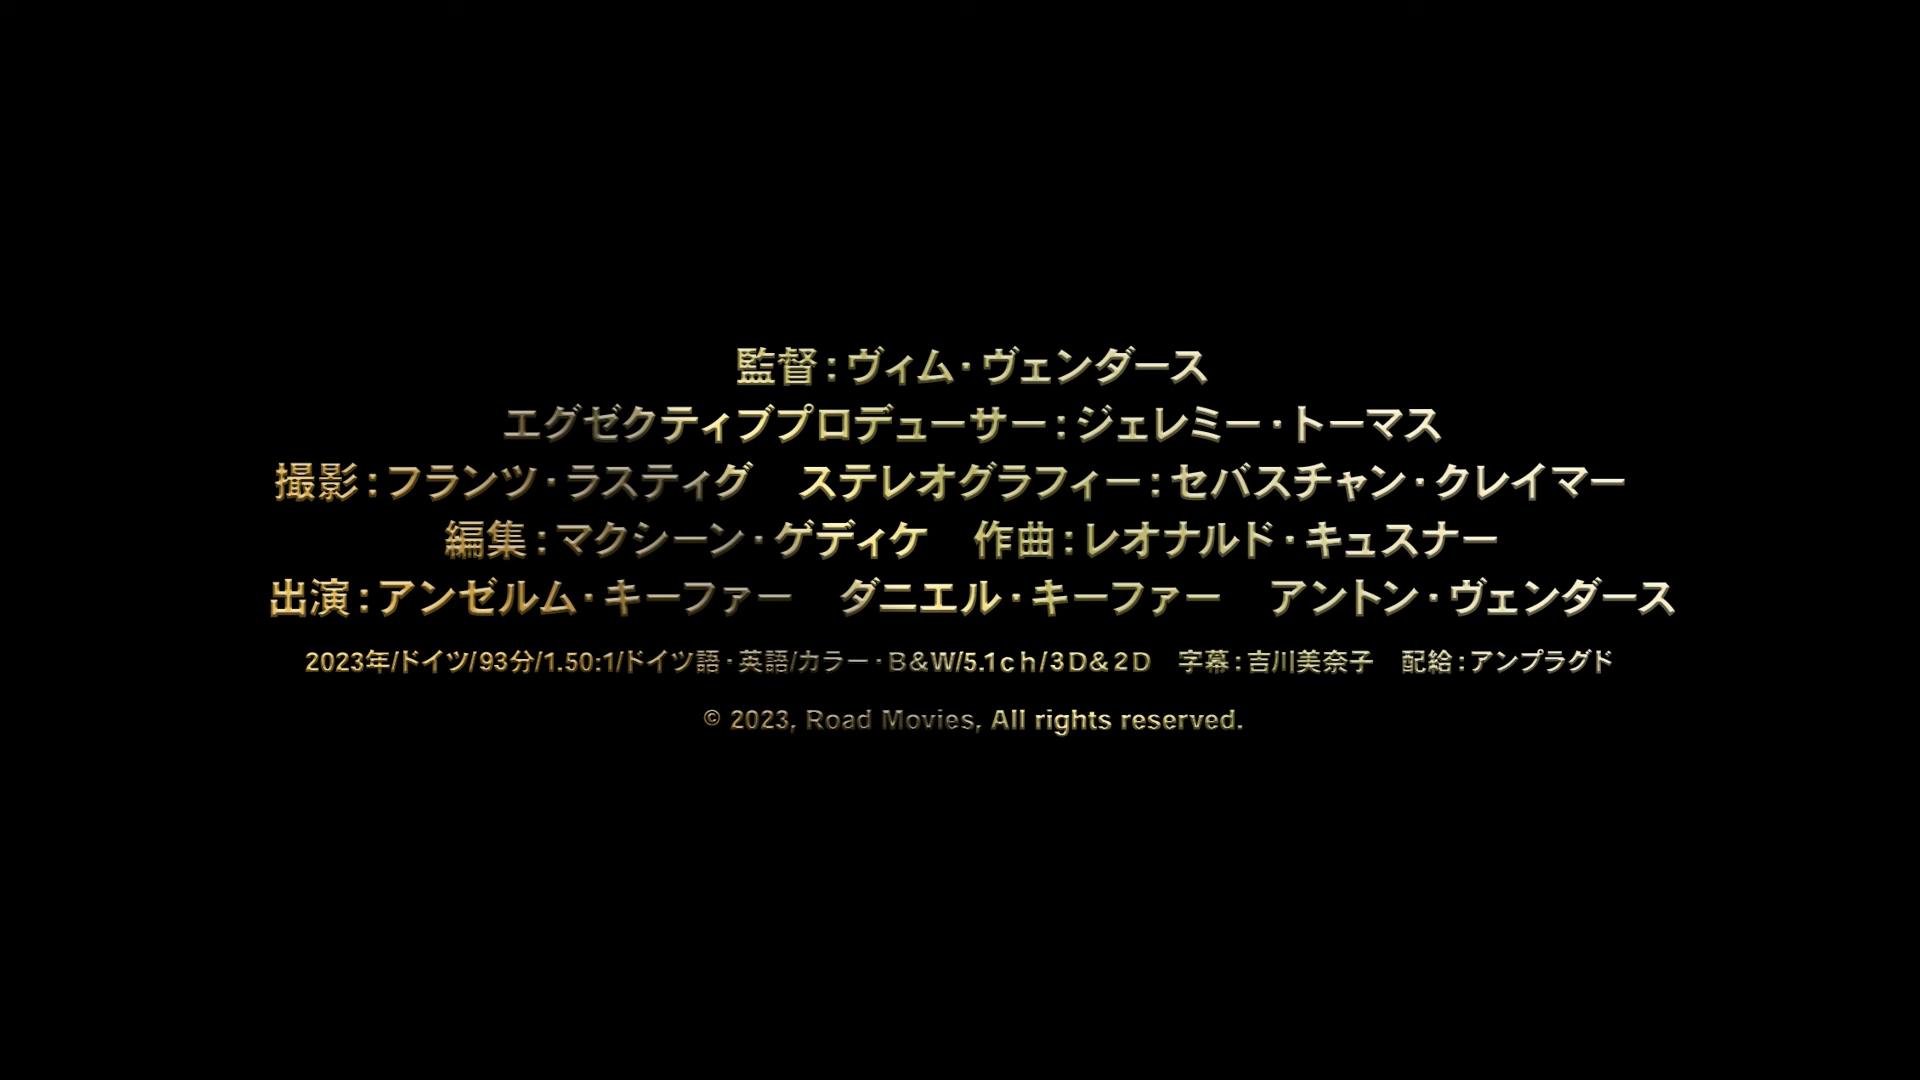 監督:ヴィム・ヴェンダース
エグゼクティブプロデューサー:ジェレミー・トーマス
撮影:フランツ・ラスティグ　ステレオグラフィー:セバスチャン・クレイマー
編集:マクシーン・ゲディケ　作曲:レオナルド・キュスナー
出演:アンゼルム・キーファー　ダニエル・キーファー　アントン・ヴェンダース
2023年/ドイツ/93分/1.50:1/ドイツ語・英語/カラー・B&W/5.1ch/3D&2D　字幕:吉川美奈子　配給:アンプラグド
© 2023, Road Movies, All rights reserved.